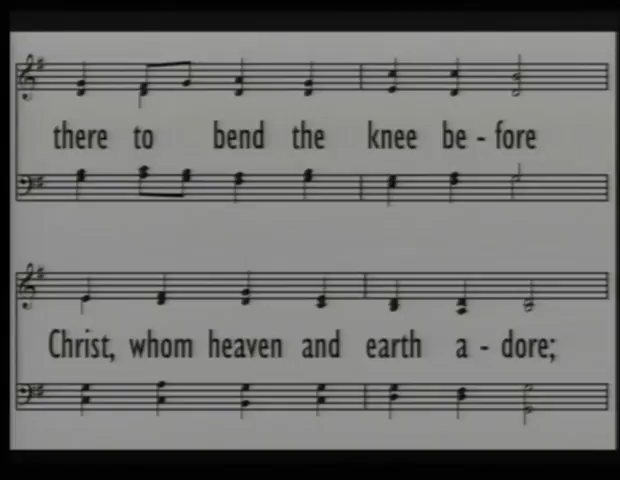 there to bend the knee be - fore
Christ, whom heaven and earth a - dore;